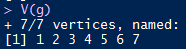 > V(g)
+ 7/7 vertices, named:
[1] 1 2 3 4 5 6 7